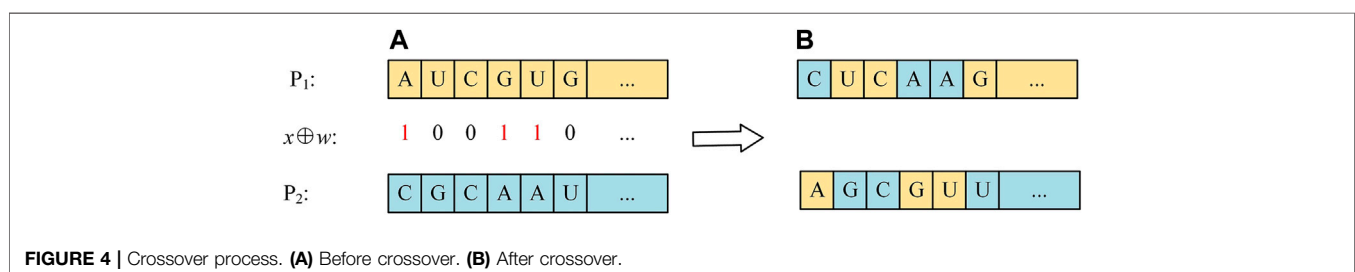 A B
P1: A U C G U G ... C U C A A G ...
x⊕w: 1 0 0 1 1 0 ...
P2: C G C A A U ... A G C G U U ...
FIGURE 4 | Crossover process. (A) Before crossover. (B) After crossover.